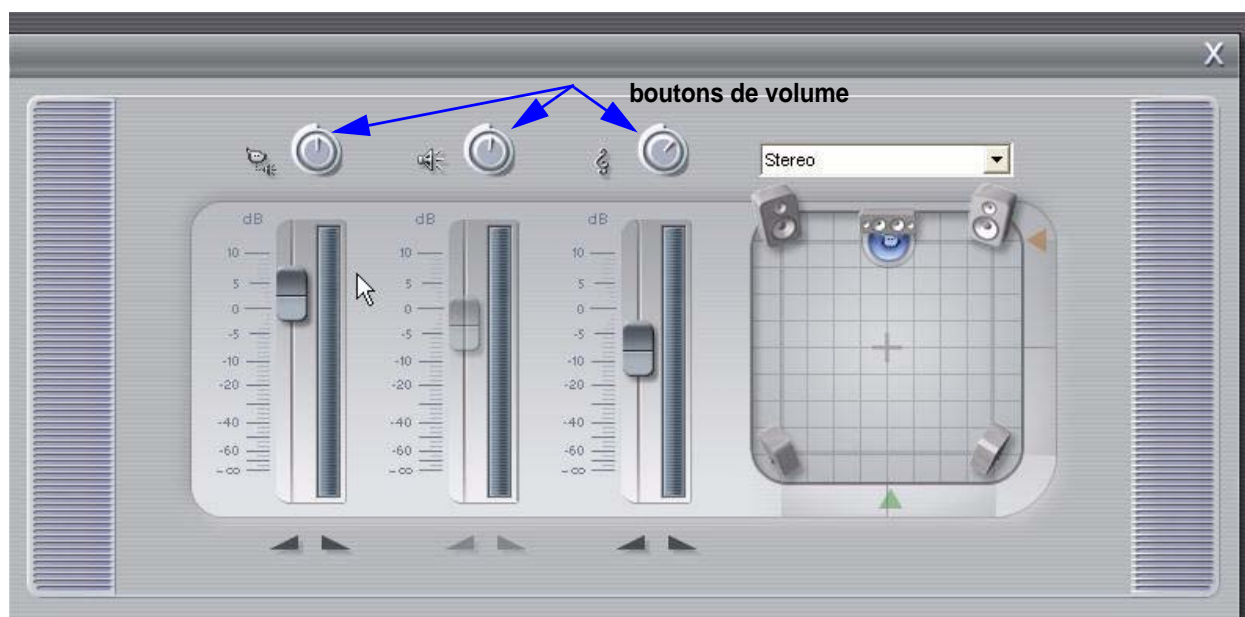 X
boutons de volume
Stereo
dB dB dB
10 10 10
5 5 5
0 0 0
-5 -5 -5
-10 -10 -10
-20 -20 -20
-40 -40 -40
-60 -60 -60
-∞ -∞ -∞